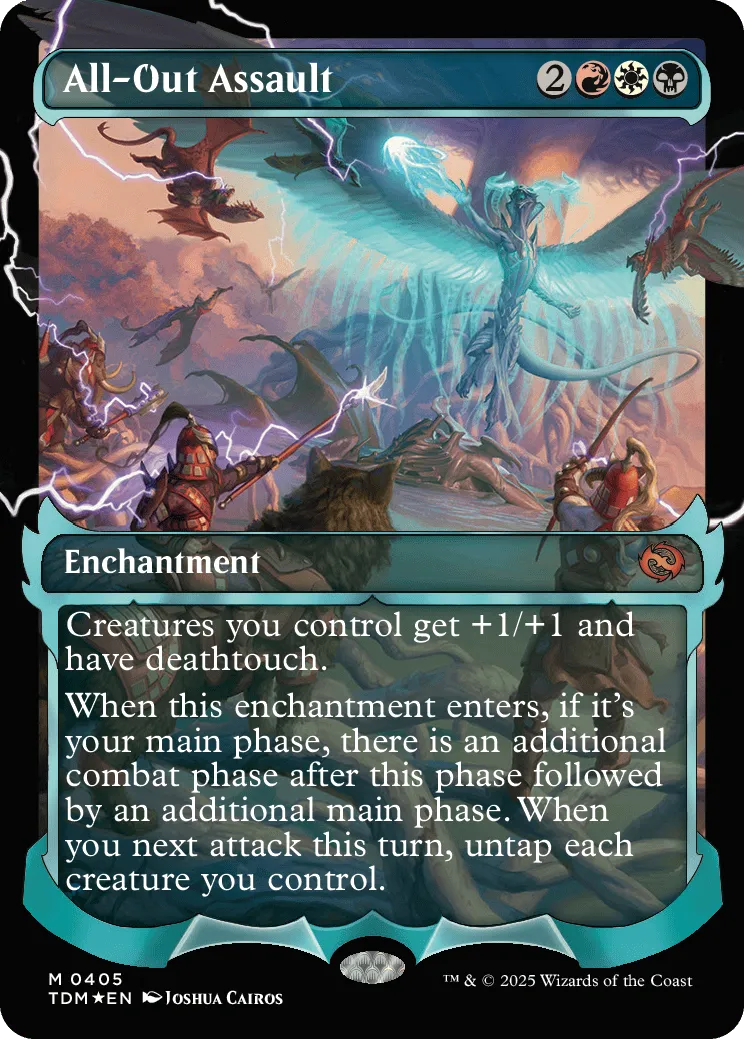 All-Out Assault
2
Enchantment
Creatures you control get +1/+1 and
have deathtouch.
When this enchantment enters, if it's
your main phase, there is an additional
combat phase after this phase followed
by an additional main phase. When
you next attack this turn, untap each
creature you control.
M 0405
TDM★EN Joshua Cairos
™ & © 2025 Wizards of the Coast